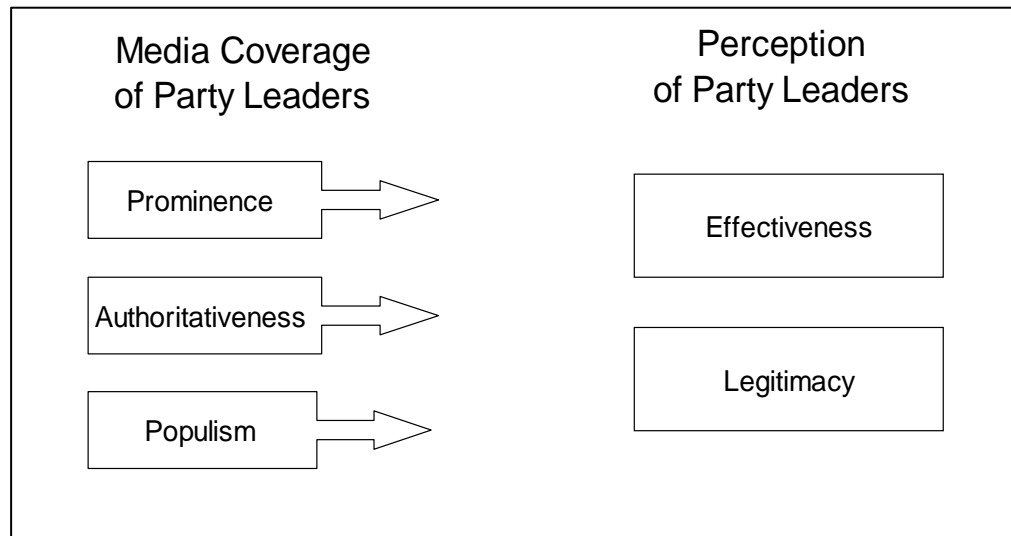 Media Coverage
of Party Leaders
Prominence
Authoritativeness
Populism
Perception
of Party Leaders
Effectiveness
Legitimacy